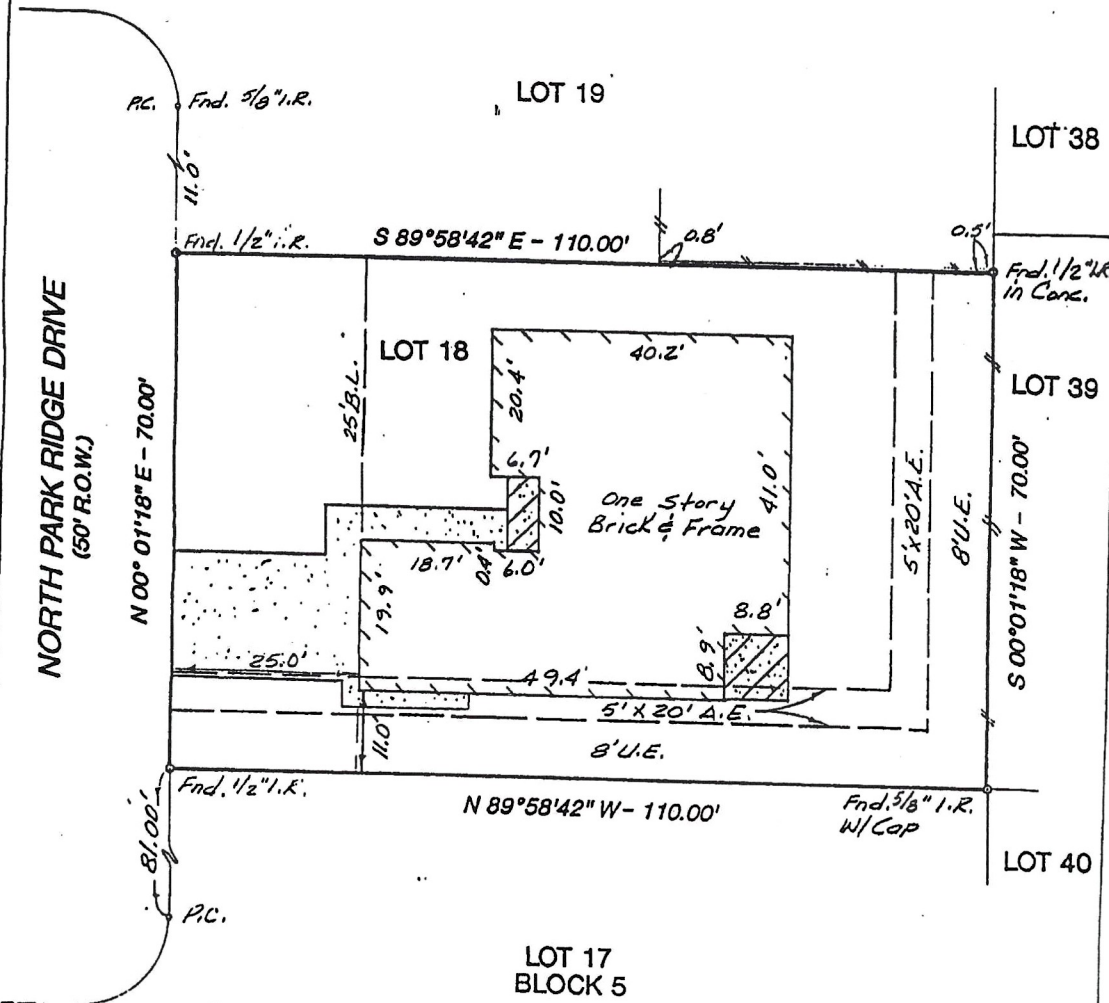 LOT 19
P.C. Fnd. 5/8" I.R.
LOT 38
11.0'
Fnd. 1/2" I.R.
S 89°58'42" E - 110.00'
0.8'
0.5'
Fnd. 1/2" I.R.
in Conc.
NORTH PARK RIDGE DRIVE
(50' R.O.W.)
N 00° 01'18" E - 70.00'
25' B.L.
LOT 18
40.2'
20.4'
LOT 39
6.7'
10.0'
One Story
Brick & Frame
41.0'
5' x 20' A.E.
8' U.E.
S 00°01'18" W - 70.00'
18.7'
0.4'
6.0'
19.9'
8.8'
8.9'
25.0'
49.4'
5' x 20' A.E.
11.0'
8' U.E.
Fnd. 1/2" I.R.
N 89°58'42" W - 110.00'
Fnd. 5/8" I.R.
W/ Cap
81.00'
LOT 40
P.C.
LOT 17
BLOCK 5